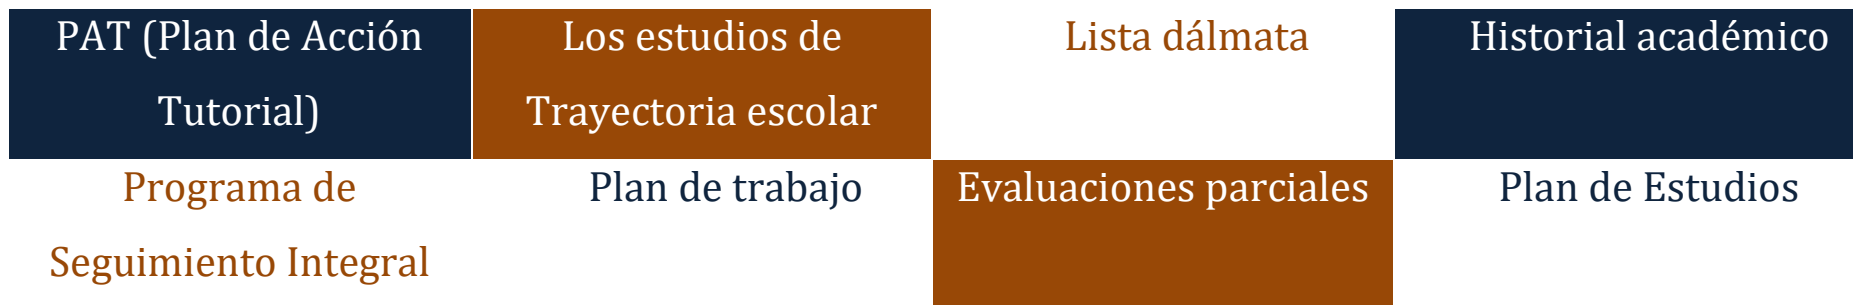 PAT (Plan de Acción
Tutorial)
Los estudios de
Trayectoria escolar
Lista dálmata
Historial académico
Programa de
Seguimiento Integral
Plan de trabajo
Evaluaciones parciales
Plan de Estudios